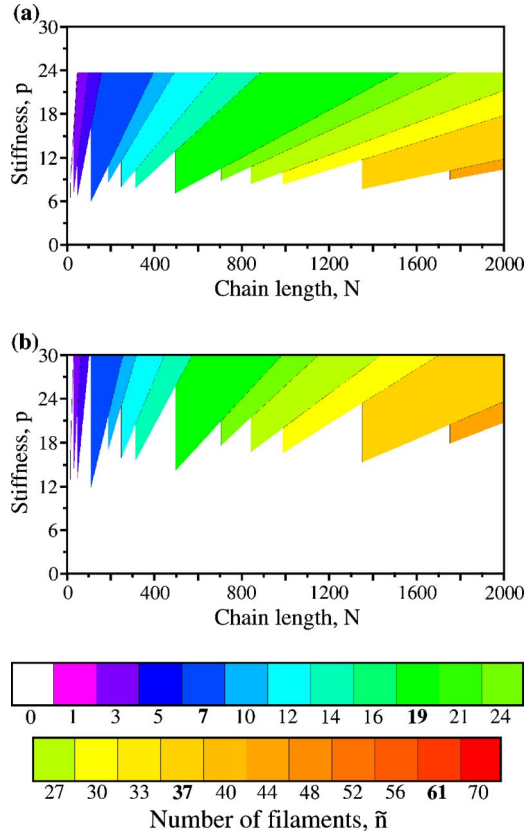 (a)
30
24
18
12
6
0
Stiffness, p
0 400 800 1200 1600 2000
Chain length, N
(b)
30
24
18
12
6
0
Stiffness, p
0 400 800 1200 1600 2000
Chain length, N
0 1 3 5 7 10 12 14 16 19 21 24
27 30 33 37 40 44 48 52 56 61 70
Number of filaments, ñ